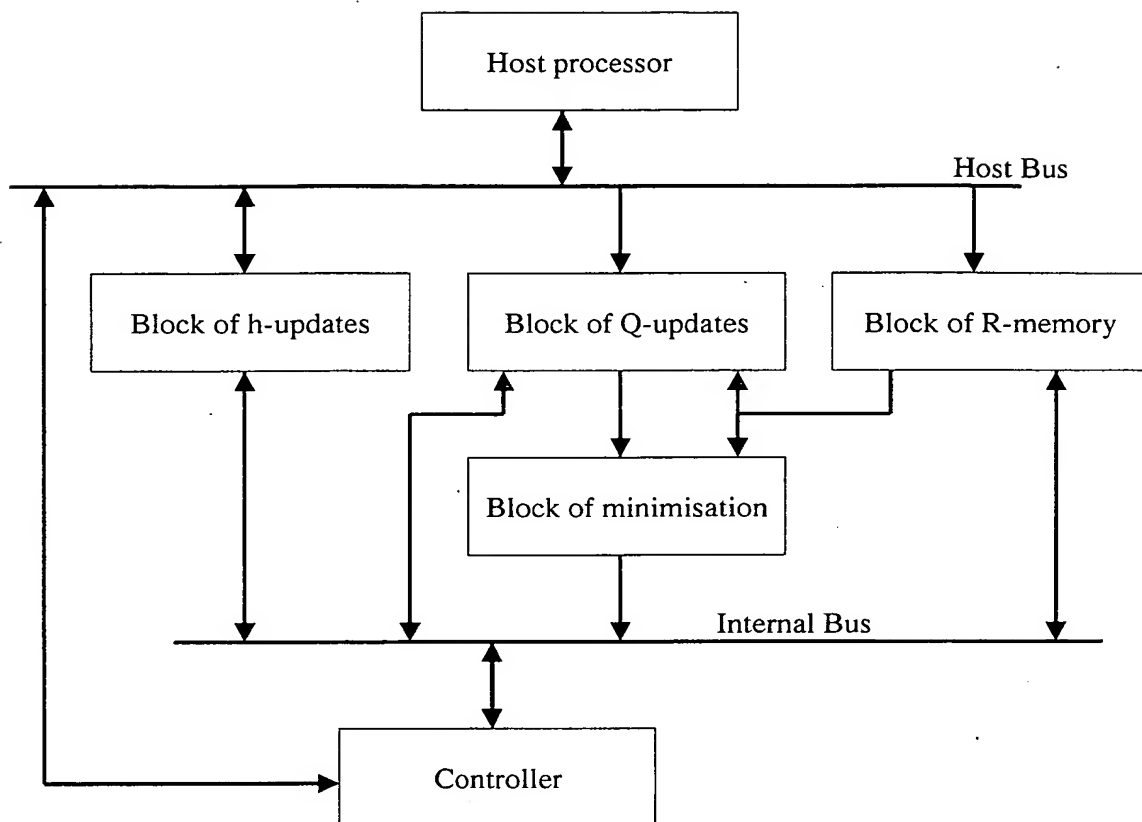 Host processor
Host Bus
Block of h-updates
Block of Q-updates
Block of R-memory
Block of minimisation
Internal Bus
Controller